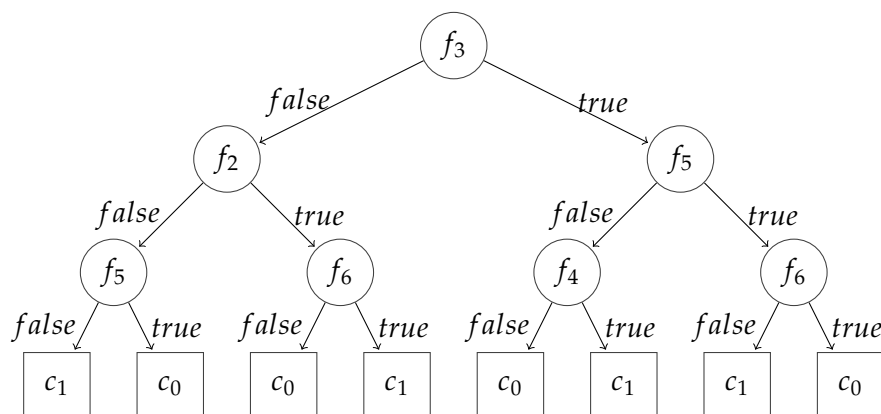 f3
false true
f2 f5
false true false true
f5 f6 f4 f6
false true false true false true false true
c1 c0 c0 c1 c0 c1 c1 c0